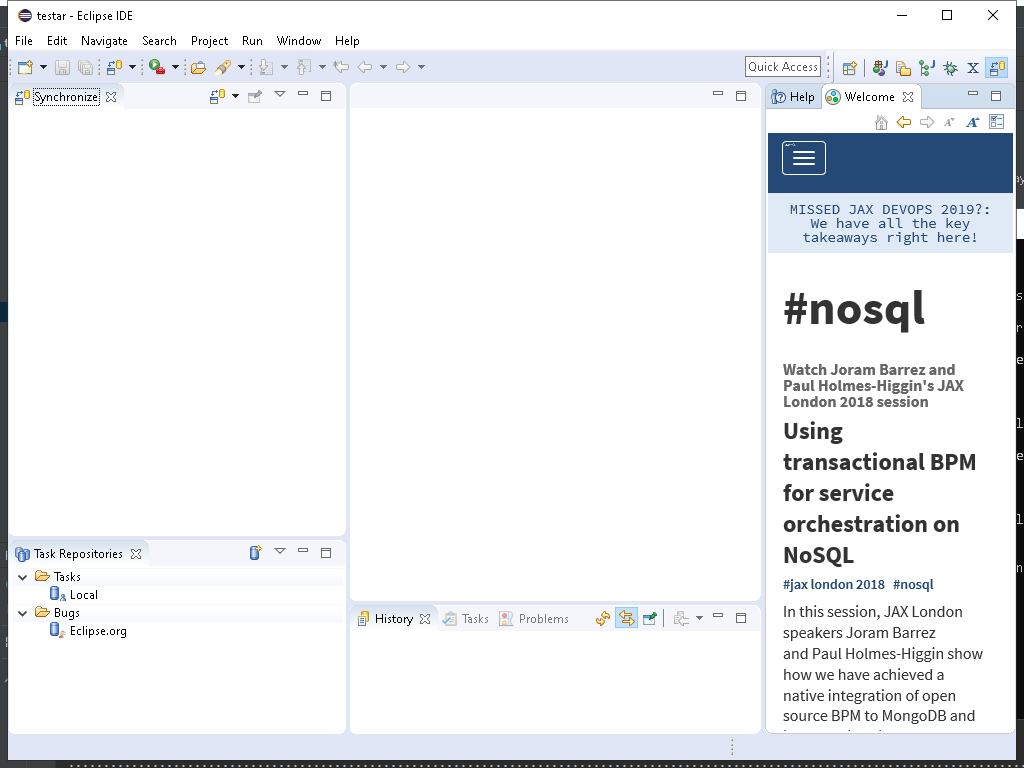 testar - Eclipse IDE
File Edit Navigate Search Project Run Window Help
Quick Access
Synchronize
Help Welcome
MISSED JAX DEVOPS 2019?:
We have all the key
takeaways right here!
#nosql
Watch Joram Barrez and
Paul Holmes-Higgin's JAX
London 2018 session
Using
transactional BPM
for service
orchestration on
NoSQL
#jax london 2018 #nosql
In this session, JAX London
speakers Joram Barrez
and Paul Holmes-Higgin show
how we have achieved a
native integration of open
source BPM to MongoDB and
Task Repositories
Tasks
Local
Bugs
Eclipse.org
History Tasks Problems